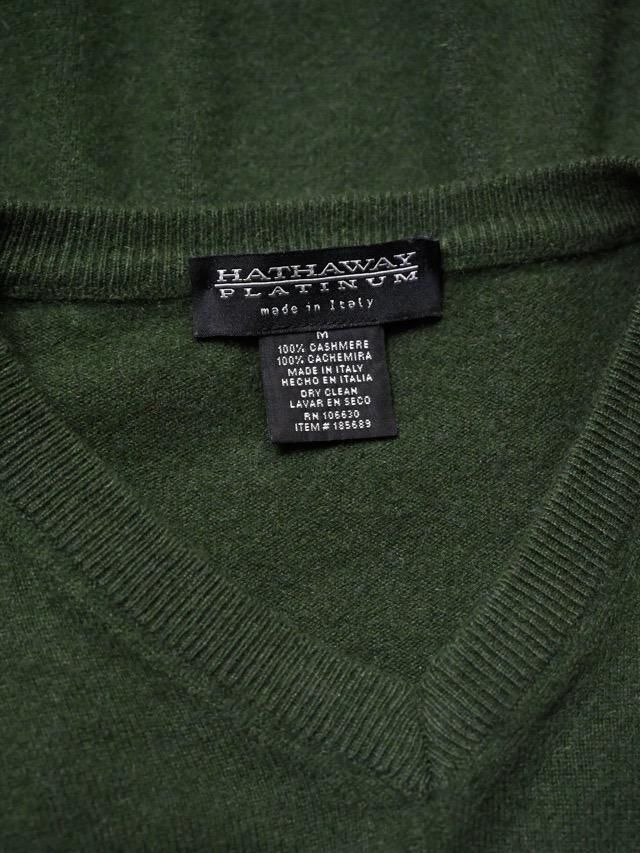 HATHAWAY
PLATINUM
made in Italy
M
100% CASHMERE
100% CACHEMIRA
MADE IN ITALY
HECHO EN ITALIA
DRY CLEAN
LAVAR EN SECO
RN 106630
ITEM # 185689